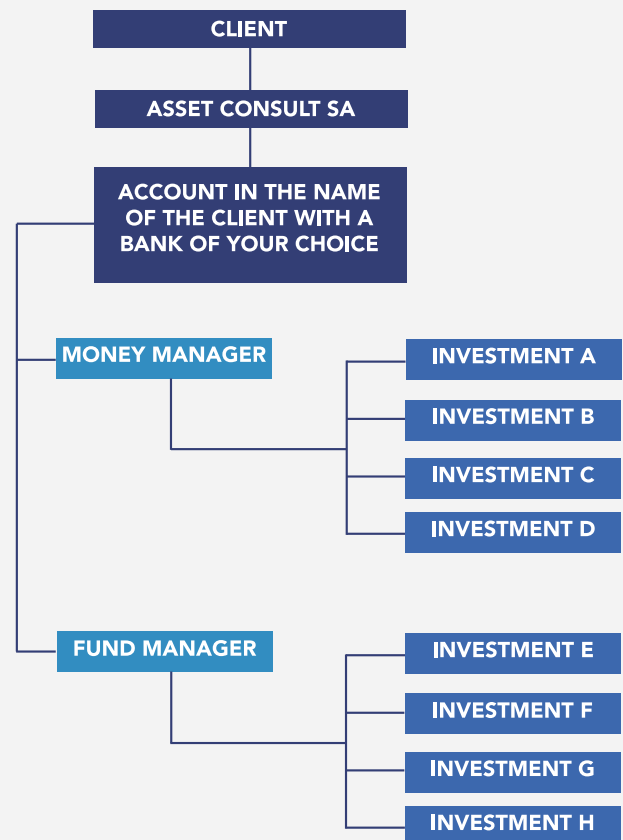 CLIENT
ASSET CONSULT SA
ACCOUNT IN THE NAME
OF THE CLIENT WITH A
BANK OF YOUR CHOICE
MONEY MANAGER
INVESTMENT A
INVESTMENT B
INVESTMENT C
INVESTMENT D
FUND MANAGER
INVESTMENT E
INVESTMENT F
INVESTMENT G
INVESTMENT H